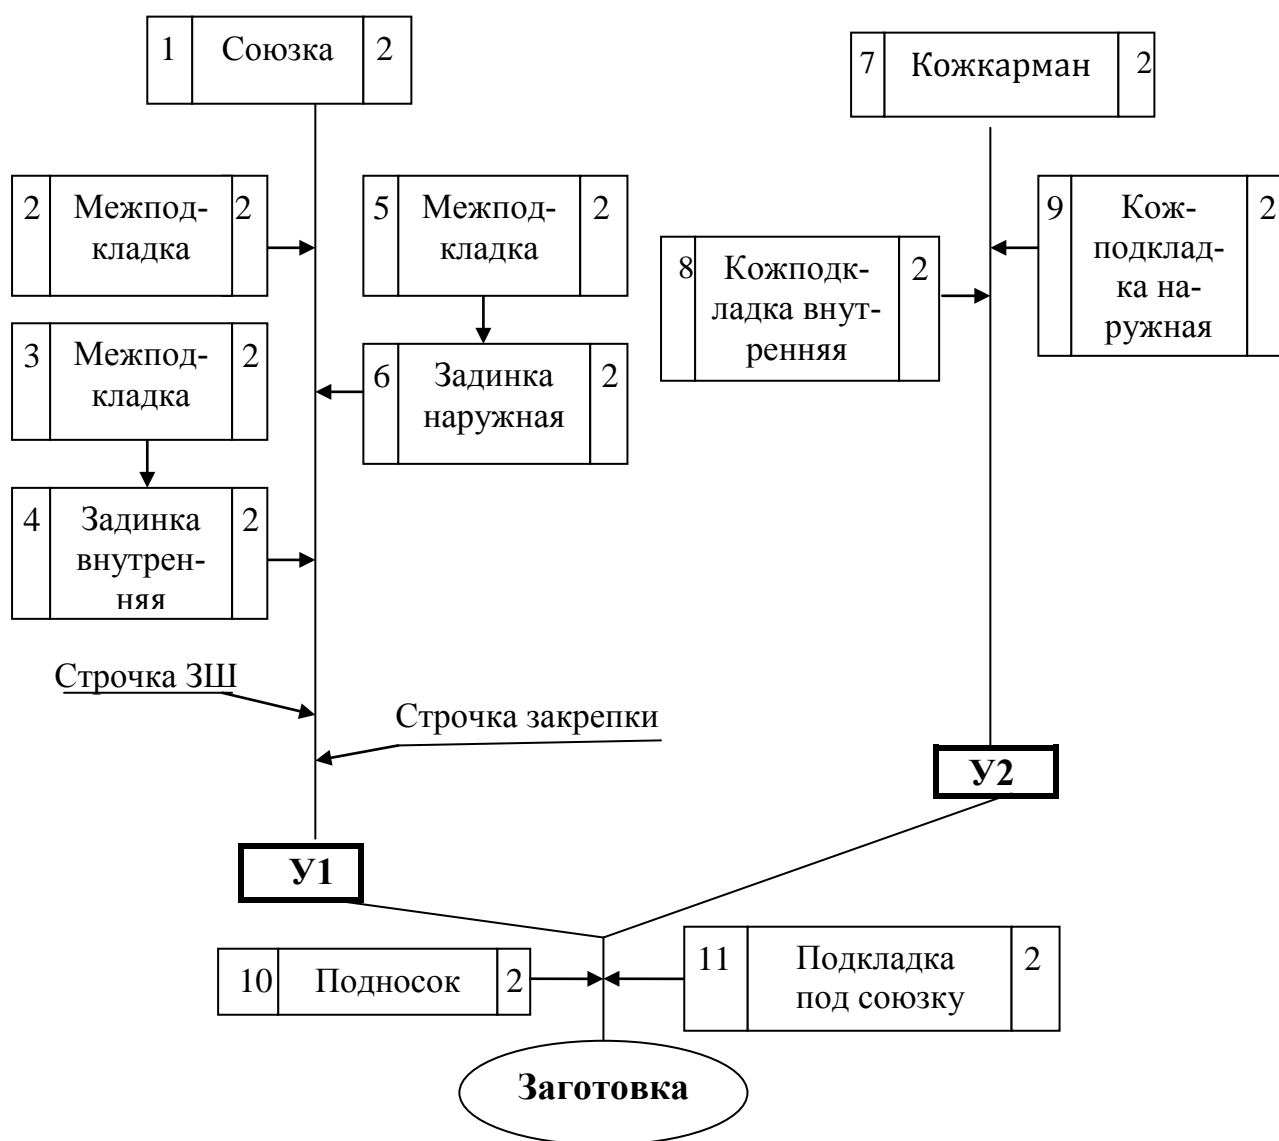 1 Союзка 2
7 Кожкарман 2
2 Межпод- 2
кладка
5 Межпод- 2
кладка
9 Кож- 2
подклад-
ка на-
ружная
8 Кожподк- 2
ладка внут-
ренняя
3 Межпод- 2
кладка
6 Задинка 2
наружная
4 Задинка 2
внутрен-
няя
Строчка ЗШ
Строчка закрепки
У2
У1
10 Подносок 2
11 Подкладка 2
под союзку
Заготовка